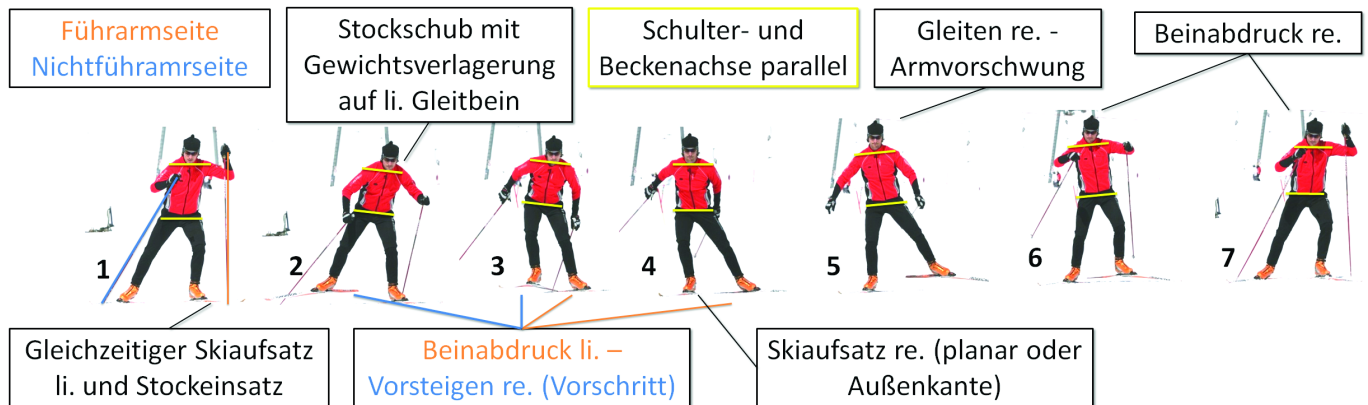 Führarmseite
Nichtführamrseite
Stockschub mit
Gewichtsverlagerung
auf li. Gleitbein
Schulter- und
Beckenachse parallel
Gleiten re. -
Armvorschwung
Beinabdruck re.
1
2
3
4
5
6
7
Gleichzeitiger Skiaufsatz
li. und Stockeinsatz
Beinabdruck li. –
Vorsteigen re. (Vorschritt)
Skiaufsatz re. (planar oder
Außenkante)